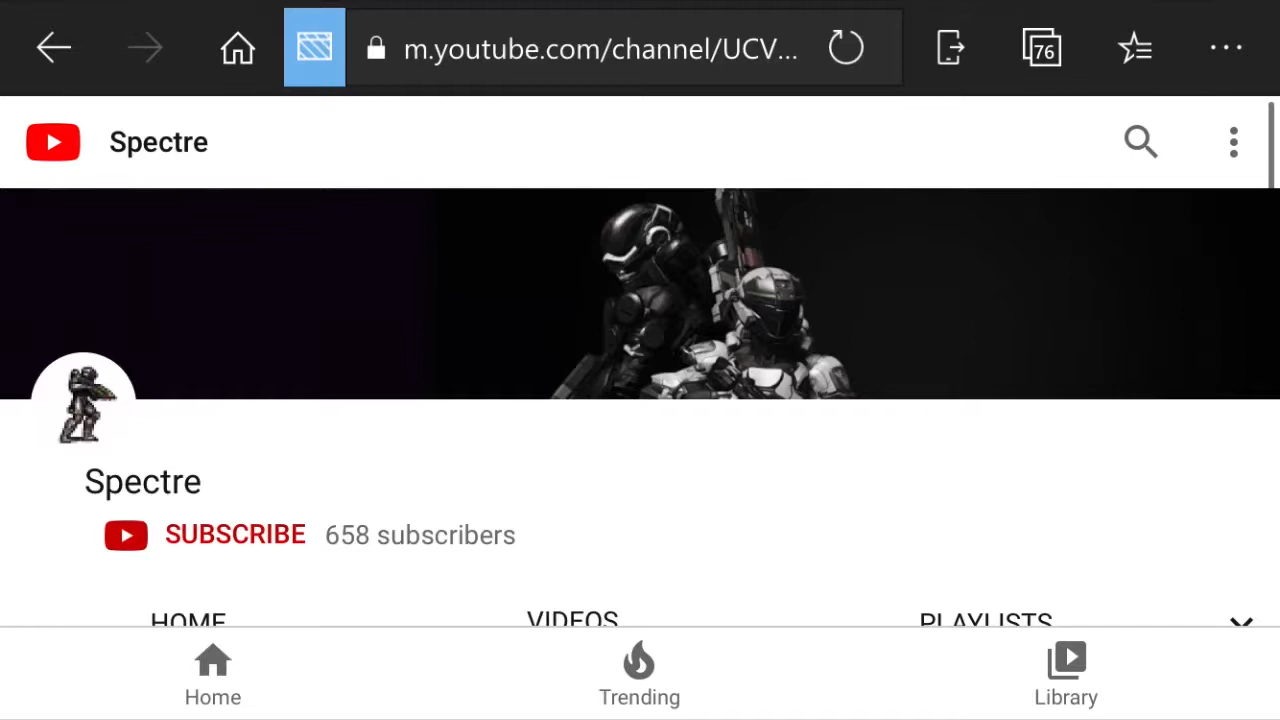 m.youtube.com/channel/UCV...
76
Spectre
Spectre
SUBSCRIBE 658 subscribers
HOME VIDEOS PLAYLISTS
Home Trending Library